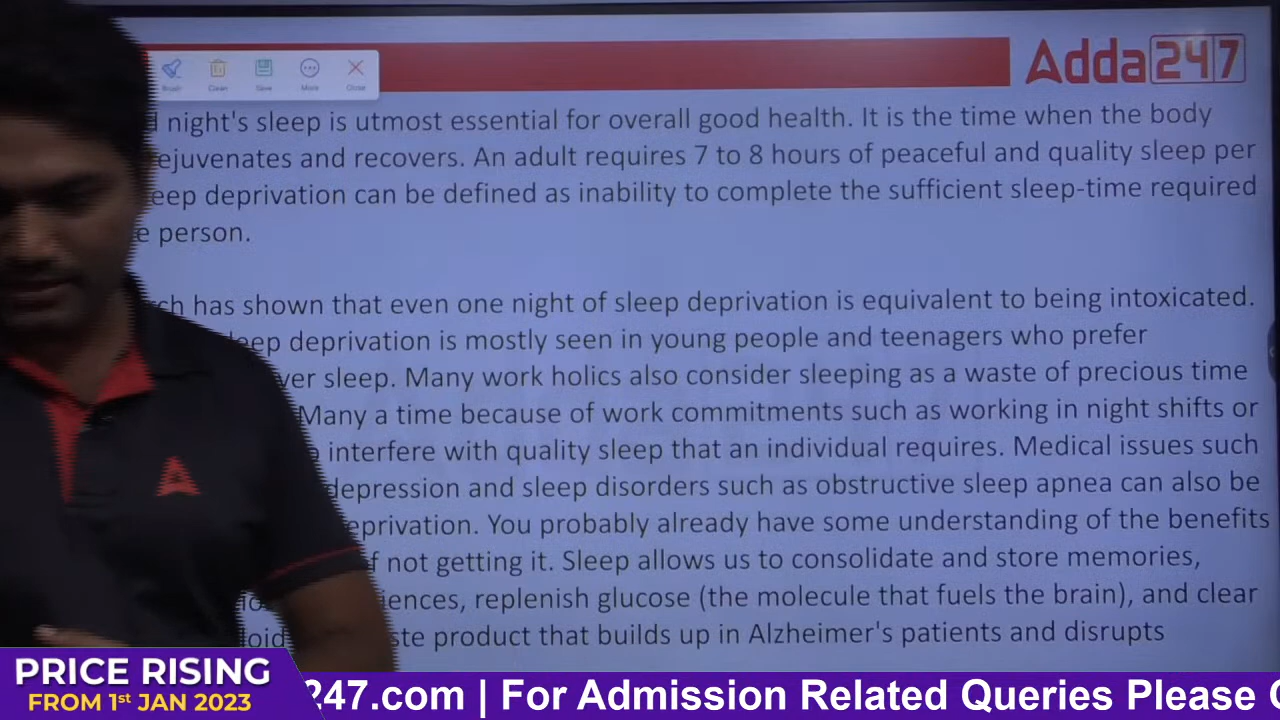 Adda247
Brush Clean Save More Close
night's sleep is utmost essential for overall good health. It is the time when the body
ejuvenates and recovers. An adult requires 7 to 8 hours of peaceful and quality sleep per
eep deprivation can be defined as inability to complete the sufficient sleep-time required
e person.
ch has shown that even one night of sleep deprivation is equivalent to being intoxicated.
eep deprivation is mostly seen in young people and teenagers who prefer
ver sleep. Many work holics also consider sleeping as a waste of precious time
Many a time because of work commitments such as working in night shifts or
interfere with quality sleep that an individual requires. Medical issues such
depression and sleep disorders such as obstructive sleep apnea can also be
eprivation. You probably already have some understanding of the benefits
f not getting it. Sleep allows us to consolidate and store memories,
iences, replenish glucose (the molecule that fuels the brain), and clear
loid ste product that builds up in Alzheimer's patients and disrupts
PRICE RISING
FROM 1st JAN 2023
247.com | For Admission Related Queries Please